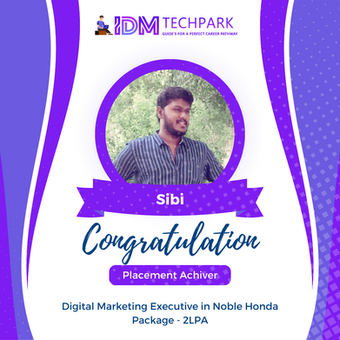 IDM TECHPARK
GUIDE'S FOR A PERFECT CAREER PATHWAY
Sibi
Congratulation
Placement Achiver
Digital Marketing Executive in Noble Honda
Package - 2LPA